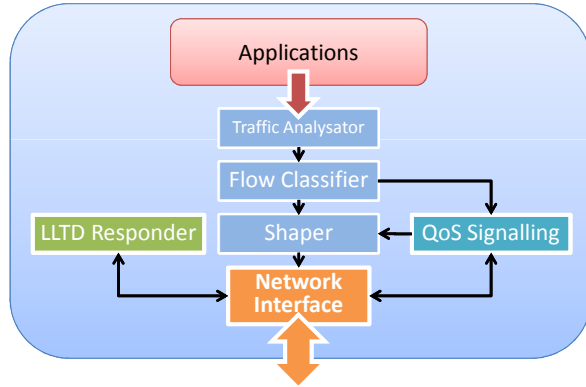 Applications
Traffic Analysator
Flow Classifier
LLTD Responder
Shaper
QoS Signalling
Network
Interface